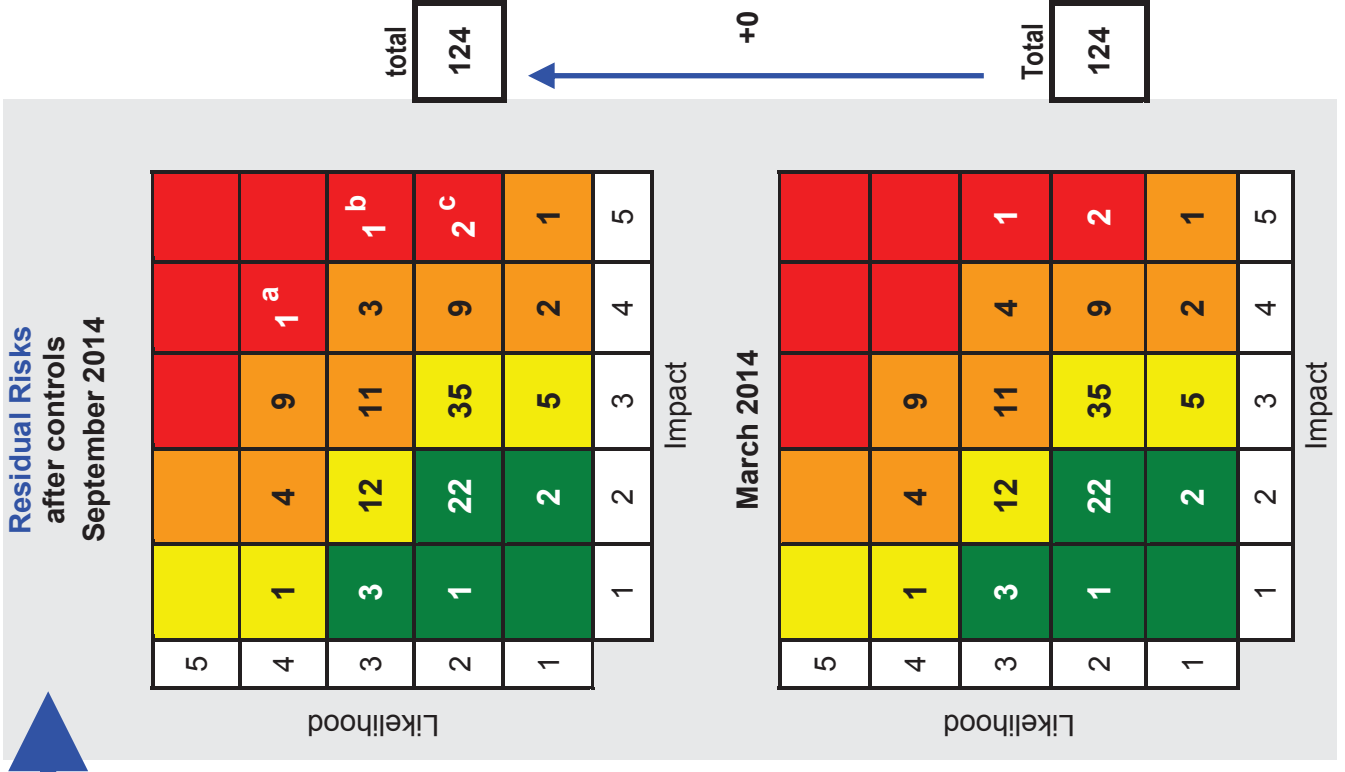 Residual Risks
after controls
September 2014
5
4 1 4 9 1 a
3 3 12 11 3 1 b
2 1 22 35 9 2 c
1 2 5 2 1
1 2 3 4 5
Likelihood
Impact
total
124
+0
March 2014
5
4 1 4 9
3 3 12 11 4 1
2 1 22 35 9 2
1 2 5 2 1
1 2 3 4 5
Likelihood
Impact
Total
124